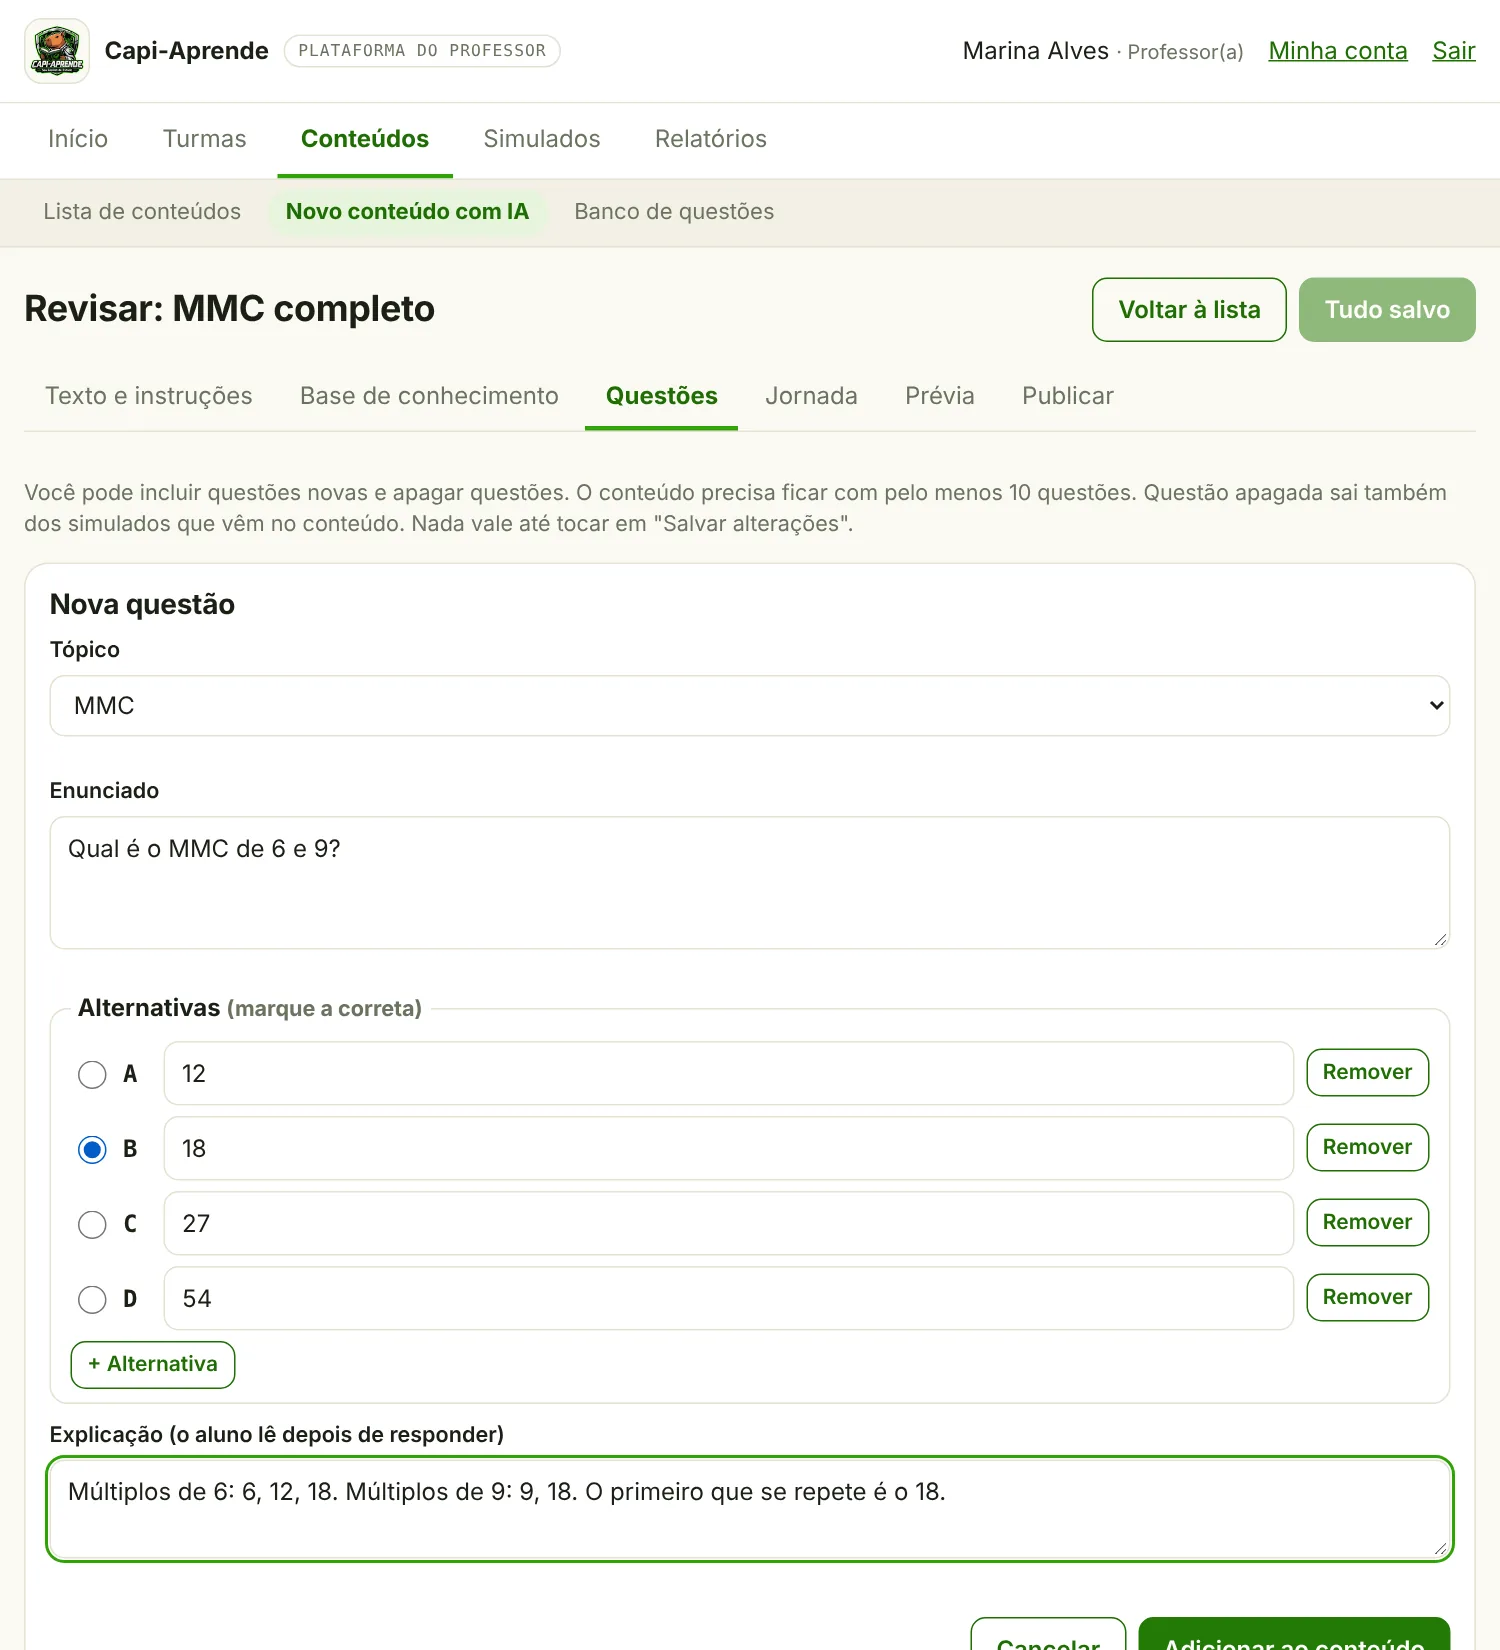 CAPI-APRENDE
Capi-Aprende
PLATAFORMA DO PROFESSOR
Marina Alves · Professor(a)
Minha conta
Sair
Início
Turmas
Conteúdos
Simulados
Relatórios
Lista de conteúdos
Novo conteúdo com IA
Banco de questões
Revisar: MMC completo
Voltar à lista
Tudo salvo
Texto e instruções
Base de conhecimento
Questões
Jornada
Prévia
Publicar
Você pode incluir questões novas e apagar questões. O conteúdo precisa ficar com pelo menos 10 questões. Questão apagada sai também
dos simulados que vêm no conteúdo. Nada vale até tocar em "Salvar alterações".
Nova questão
Tópico
MMC
Enunciado
Qual é o MMC de 6 e 9?
Alternativas (marque a correta)
A 12 Remover
B 18 Remover
C 27 Remover
D 54 Remover
+ Alternativa
Explicação (o aluno lê depois de responder)
Múltiplos de 6: 6, 12, 18. Múltiplos de 9: 9, 18. O primeiro que se repete é o 18.
Cancelar
Adicionar ao conteúdo